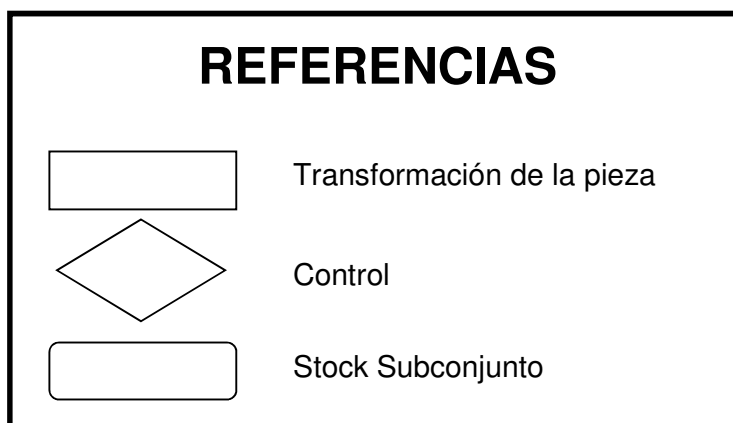 REFERENCIAS
Transformación de la pieza
Control
Stock Subconjunto